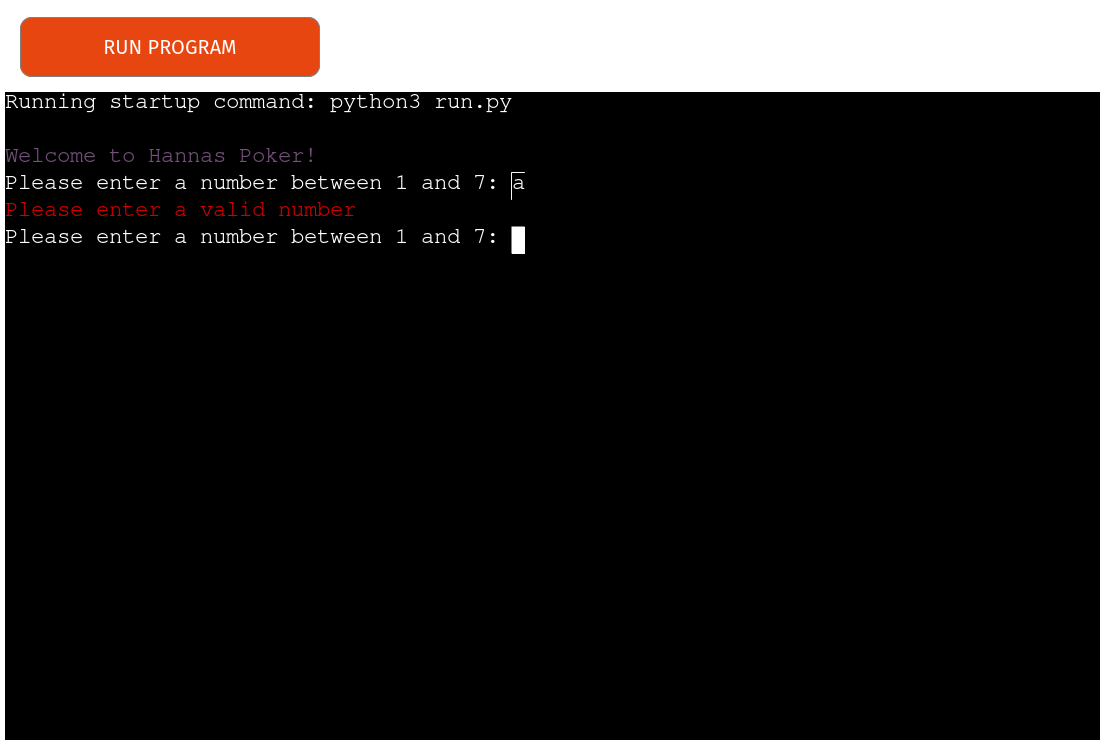 RUN PROGRAM
Running startup command: python3 run.py
Welcome to Hannas Poker!
Please enter a number between 1 and 7: a
Please enter a valid number
Please enter a number between 1 and 7: